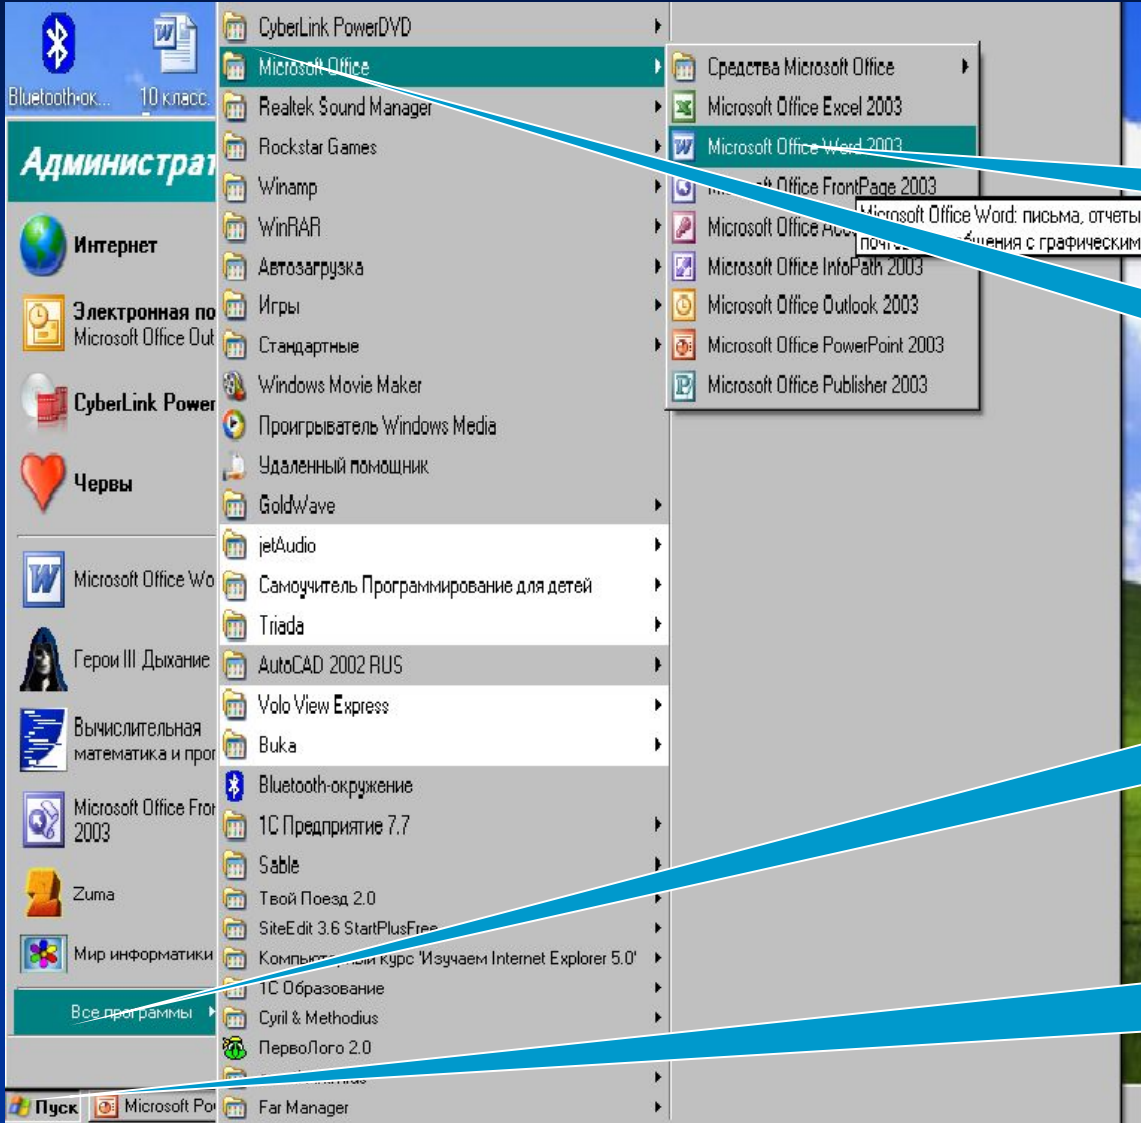 Bluetooth-ок...
10 класс.
Администрат
Интернет
Электронная по
Microsoft Office Out
CyberLink Power
Червы
Microsoft Office Wo
Герои III Дыхание
Вычислительная
математика и прог
Microsoft Office Fron
2003
Zuma
Мир информатики
Все программы
Пуск
Microsoft Po
CyberLink PowerDVD
Microsoft Office
Realtek Sound Manager
Rockstar Games
Winamp
WinRAR
Автозагрузка
Игры
Стандартные
Windows Movie Maker
Проигрыватель Windows Media
Удаленный помощник
GoldWave
jetAudio
Самоучитель Программирование для детей
Triada
AutoCAD 2002 RUS
Volo View Express
Buka
Bluetooth-окружение
1С Предприятие 7.7
Sable
Твой Поезд 2.0
SiteEdit 3.6 StartPlusFree
Компьютерный курс 'Изучаем Internet Explorer 5.0'
1С Образование
Cyril & Methodius
ПервоЛого 2.0
Far Manager
Средства Microsoft Office
Microsoft Office Excel 2003
Microsoft Office Word 2003
Microsoft Office FrontPage 2003
Microsoft Office
Microsoft Office InfoPath 2003
Microsoft Office Outlook 2003
Microsoft Office PowerPoint 2003
Microsoft Office Publisher 2003
Microsoft Office Word: письма, отчеты
с графическим